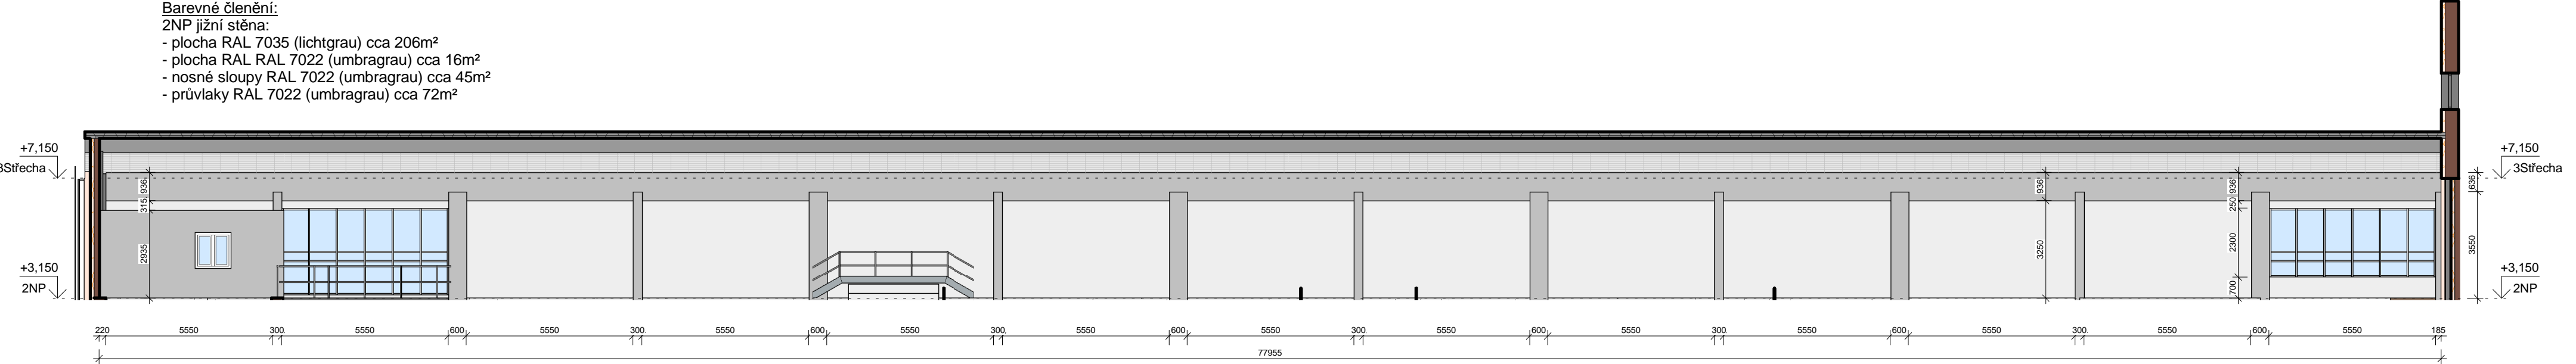 Barevné členění:
2NP jižní stěna:
- plocha RAL 7035 (lichtgrau) cca 206m²
- plocha RAL RAL 7022 (umbragrau) cca 16m²
- nosné sloupy RAL 7022 (umbragrau) cca 45m²
- průvlaky RAL 7022 (umbragrau) cca 72m²
+7,150
3Střecha
+3,150
2NP
936
315
2935
936
3250
936
250
2300
700
636
3550
+7,150
3Střecha
+3,150
2NP
220 5550 300 5550 600 5550 300 5550 600 5550 300 5550 600 5550 300 5550 600 5550 300 5550 600 5550 300 5550 600 5550 185
77955